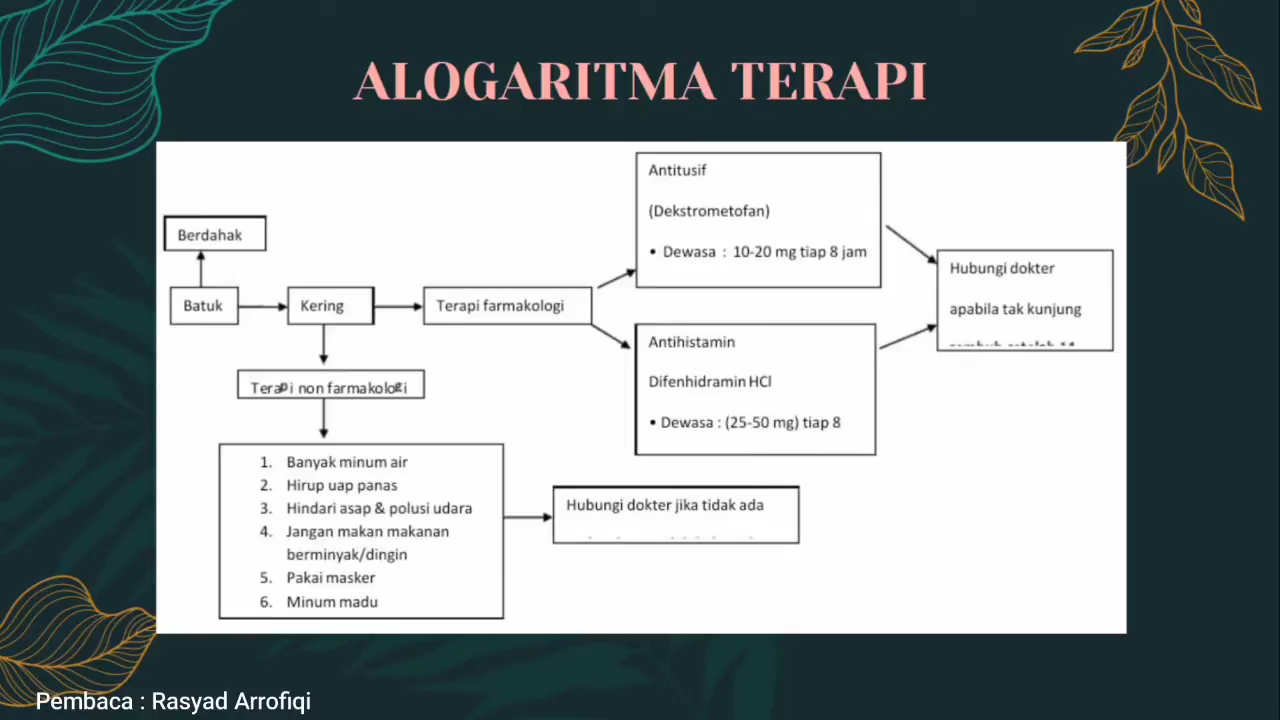 ALOGARITMA TERAPI
Berdahak
Batuk
Kering
Terapi farmakologi
Antitusif
(Dekstrometofan)
• Dewasa : 10-20 mg tiap 8 jam
Antihistamin
Difenhidramin HCl
• Dewasa : (25-50 mg) tiap 8
Hubungi dokter
apabila tak kunjung
Terapi non farmakologi
1. Banyak minum air
2. Hirup uap panas
3. Hindari asap & polusi udara
4. Jangan makan makanan
berminyak/dingin
5. Pakai masker
6. Minum madu
Hubungi dokter jika tidak ada
Pembaca : Rasyad Arrofiqi